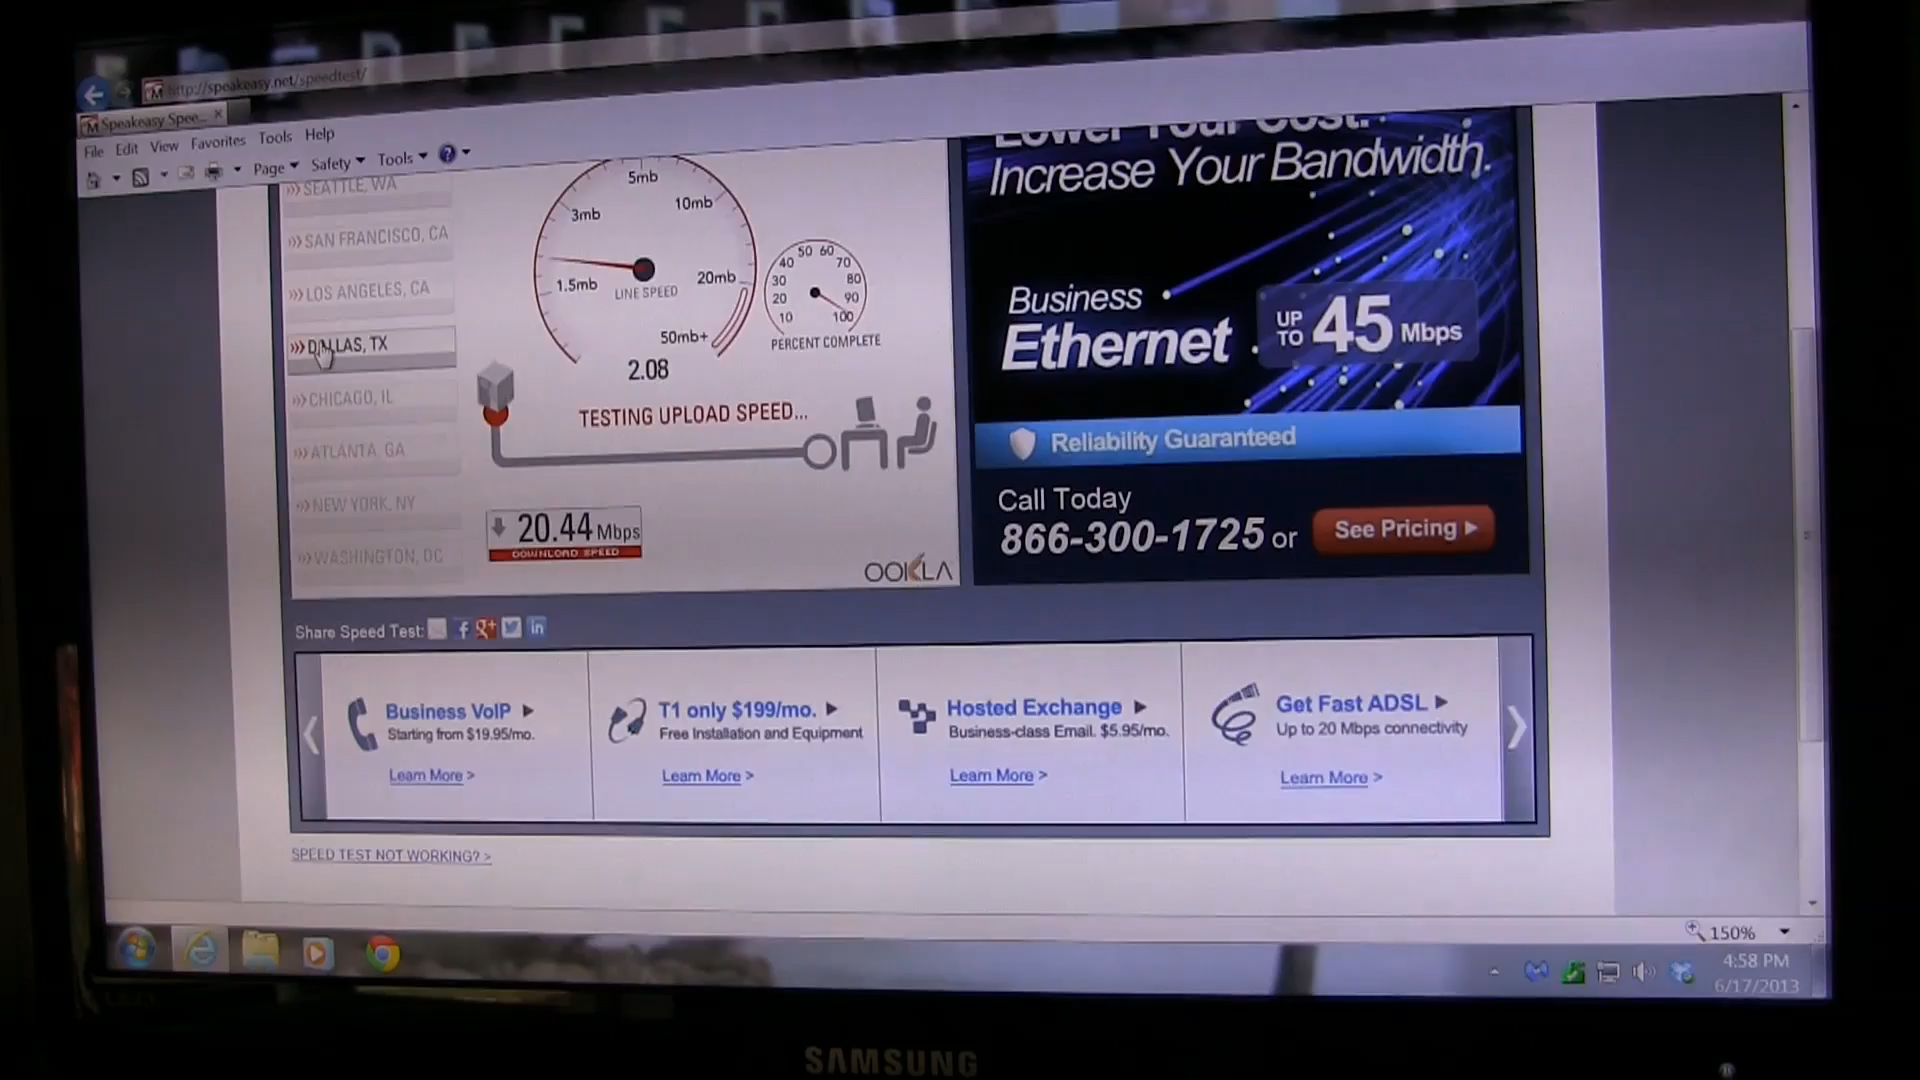 http://speakeasy.net/speedtest/
Speakeasy Spee...
File Edit View Favorites Tools Help
Page Safety Tools
SEATTLE, WA
SAN FRANCISCO, CA
LOS ANGELES, CA
DALLAS, TX
CHICAGO, IL
ATLANTA, GA
NEW YORK, NY
WASHINGTON, DC
5mb
3mb
10mb
1.5mb
20mb
LINE SPEED
50mb+
2.08
50 60
40 70
30 80
20 90
10 100
PERCENT COMPLETE
TESTING UPLOAD SPEED...
20.44 Mbps
DOWNLOAD SPEED
OOKLA
Lower Your Cost.
Increase Your Bandwidth.
Business
Ethernet
UP TO 45 Mbps
Reliability Guaranteed
Call Today
866-300-1725 or
See Pricing
Share Speed Test:
Business VoIP
Starting from $19.95/mo.
Learn More >
T1 only $199/mo.
Free Installation and Equipment
Learn More >
Hosted Exchange
Business-class Email. $5.95/mo.
Learn More >
Get Fast ADSL
Up to 20 Mbps connectivity
Learn More >
SPEED TEST NOT WORKING? >
150%
4:58 PM
6/17/2013
SAMSUNG